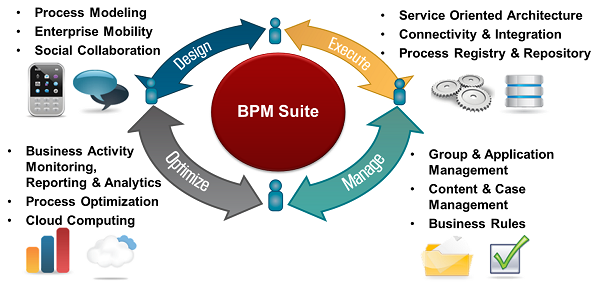 • Process Modeling
• Enterprise Mobility
• Social Collaboration
Design
Execute
• Service Oriented Architecture
• Connectivity & Integration
• Process Registry & Repository
BPM Suite
• Business Activity
Monitoring,
Reporting & Analytics
• Process Optimization
• Cloud Computing
Optimize
Manage
• Group & Application
Management
• Content & Case
Management
• Business Rules